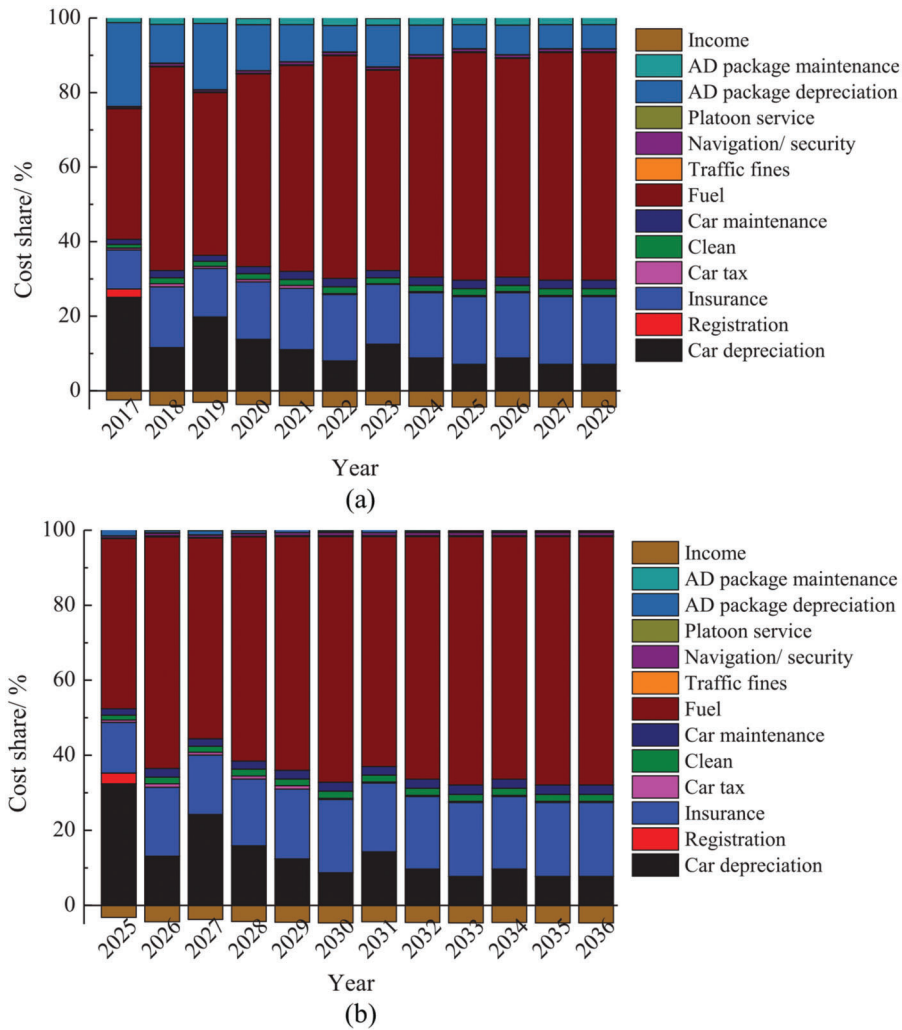 100
80
60
40
20
0
Cost share/ %
2017
2018
2019
2020
2021
2022
2023
2024
2025
2026
2027
2028
Year
(a)
Income
AD package maintenance
AD package depreciation
Platoon service
Navigation/ security
Traffic fines
Fuel
Car maintenance
Clean
Car tax
Insurance
Registration
Car depreciation
100
80
60
40
20
0
Cost share/ %
2025
2026
2027
2028
2029
2030
2031
2032
2033
2034
2035
2036
Year
(b)
Income
AD package maintenance
AD package depreciation
Platoon service
Navigation/ security
Traffic fines
Fuel
Car maintenance
Clean
Car tax
Insurance
Registration
Car depreciation